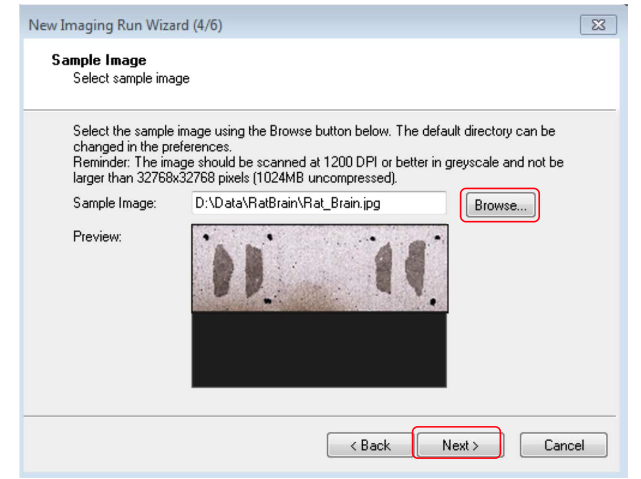 New Imaging Run Wizard (4/6)
Sample Image
Select sample image
Select the sample image using the Browse button below. The default directory can be
changed in the preferences.
Reminder: The image should be scanned at 1200 DPI or better in greyscale and not be
larger than 32768x32768 pixels (1024MB uncompressed).
Sample Image: D:\Data\RatBrain\Rat_Brain.jpg Browse...
Preview:
< Back Next > Cancel